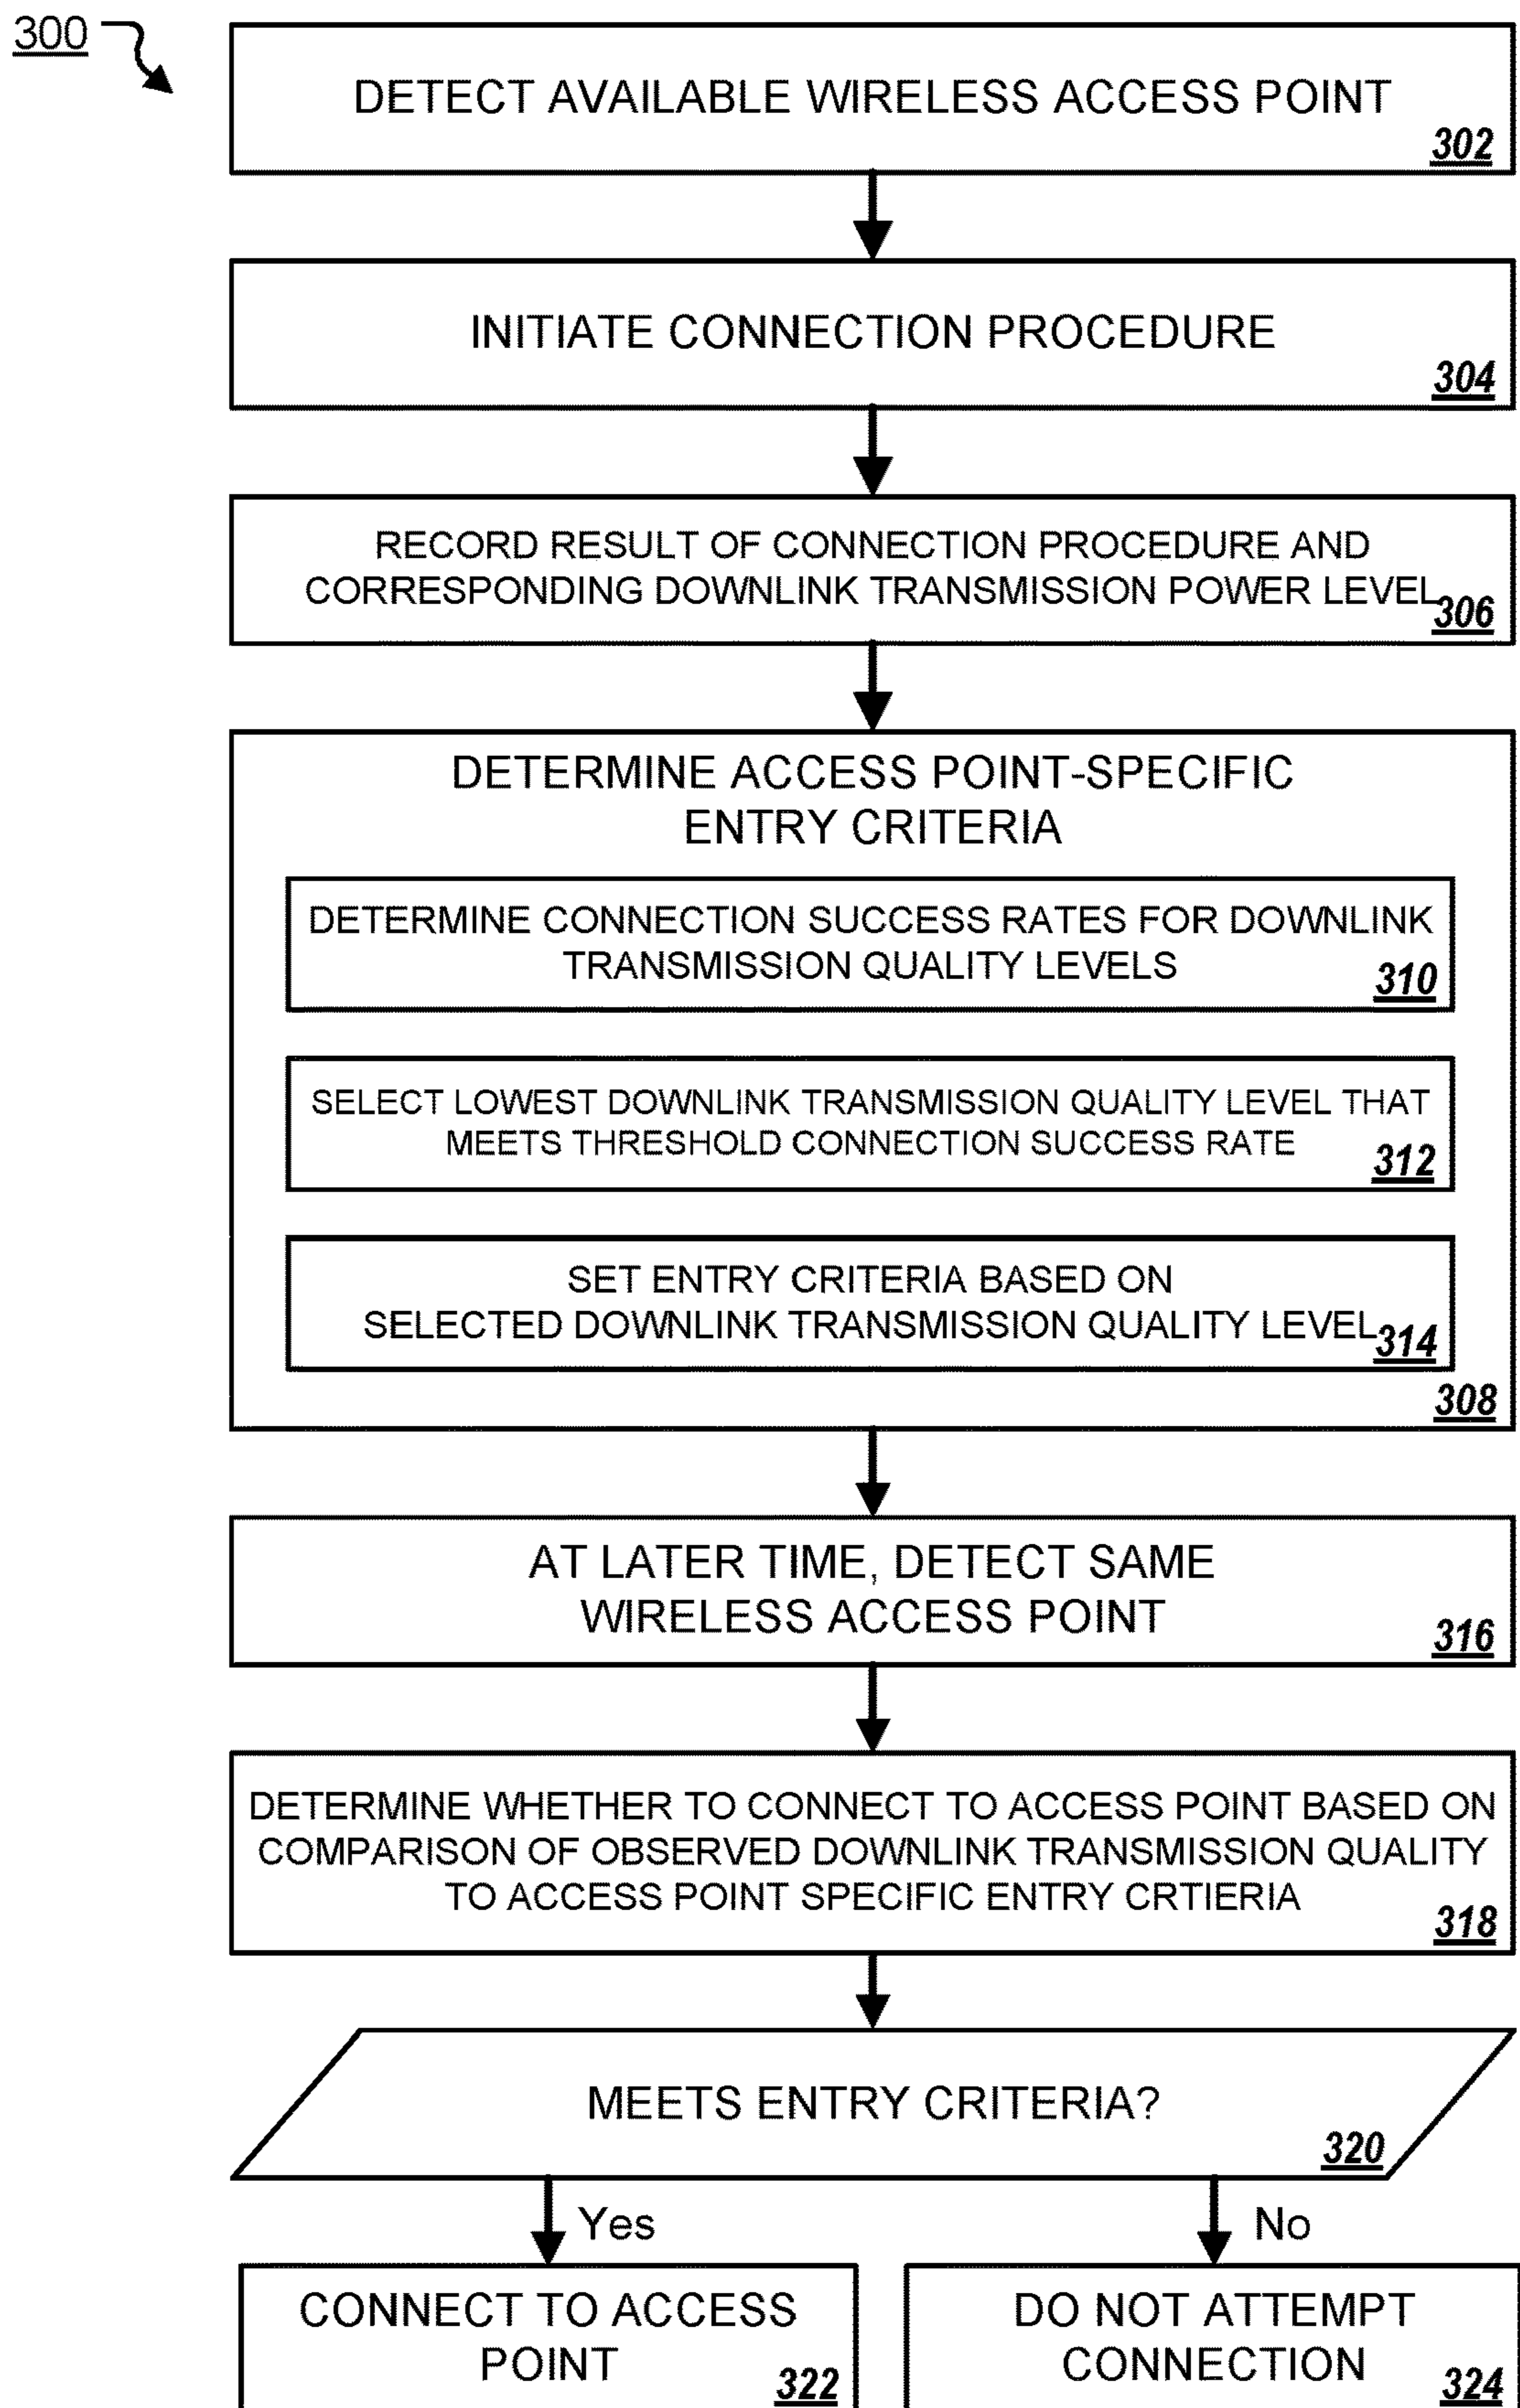 300
DETECT AVAILABLE WIRELESS ACCESS POINT
302
INITIATE CONNECTION PROCEDURE
304
RECORD RESULT OF CONNECTION PROCEDURE AND
CORRESPONDING DOWNLINK TRANSMISSION POWER LEVEL
306
DETERMINE ACCESS POINT-SPECIFIC
ENTRY CRITERIA
DETERMINE CONNECTION SUCCESS RATES FOR DOWNLINK
TRANSMISSION QUALITY LEVELS
310
SELECT LOWEST DOWNLINK TRANSMISSION QUALITY LEVEL THAT
MEETS THRESHOLD CONNECTION SUCCESS RATE
312
SET ENTRY CRITERIA BASED ON
SELECTED DOWNLINK TRANSMISSION QUALITY LEVEL
314
308
AT LATER TIME, DETECT SAME
WIRELESS ACCESS POINT
316
DETERMINE WHETHER TO CONNECT TO ACCESS POINT BASED ON
COMPARISON OF OBSERVED DOWNLINK TRANSMISSION QUALITY
TO ACCESS POINT SPECIFIC ENTRY CRTIERIA
318
MEETS ENTRY CRITERIA?
320
Yes
No
CONNECT TO ACCESS
POINT
322
DO NOT ATTEMPT
CONNECTION
324